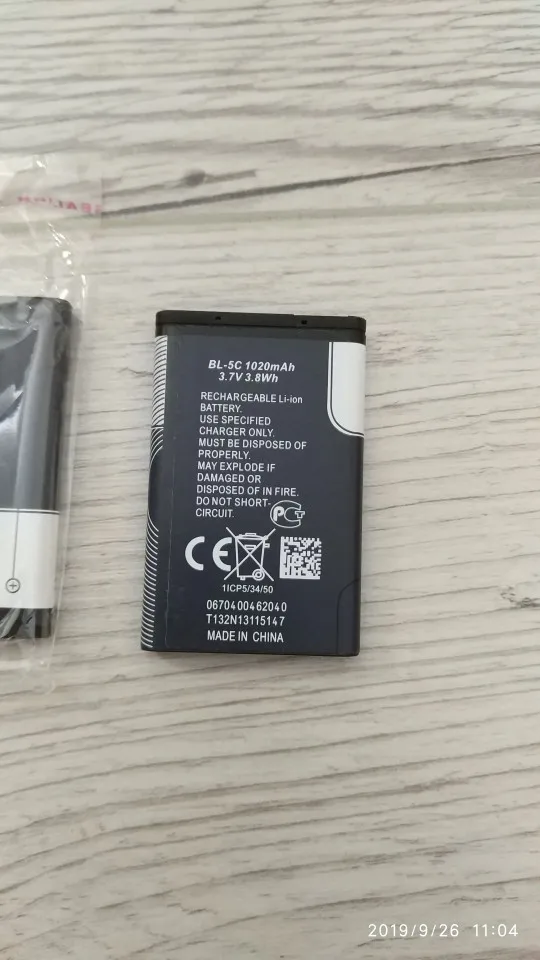 BL-5C 1020mAh
3.7V 3.8Wh
RECHARGEABLE Li-ion
BATTERY.
USE SPECIFIED
CHARGER ONLY.
MUST BE DISPOSED OF
PROPERLY.
MAY EXPLODE IF
DAMAGED OR
DISPOSED OF IN FIRE.
DO NOT SHORT-
CIRCUIT.
CE
1ICP5/34/50
0670400462040
T132N13115147
MADE IN CHINA
2019/9/26 11:04